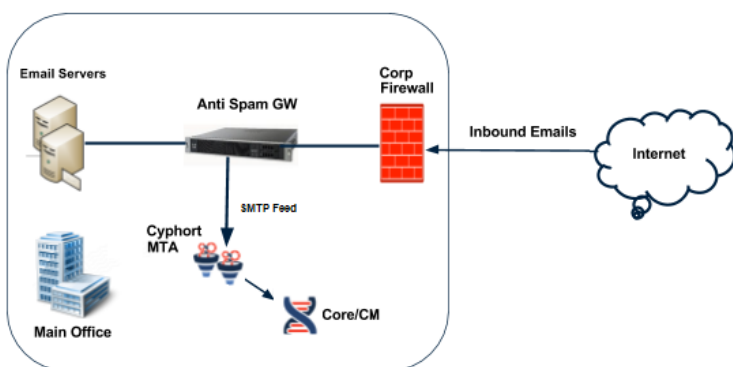 Email Servers
Anti Spam GW
Corp
Firewall
Inbound Emails
Internet
SMTP Feed
Cyphort
MTA
Core/CM
Main Office